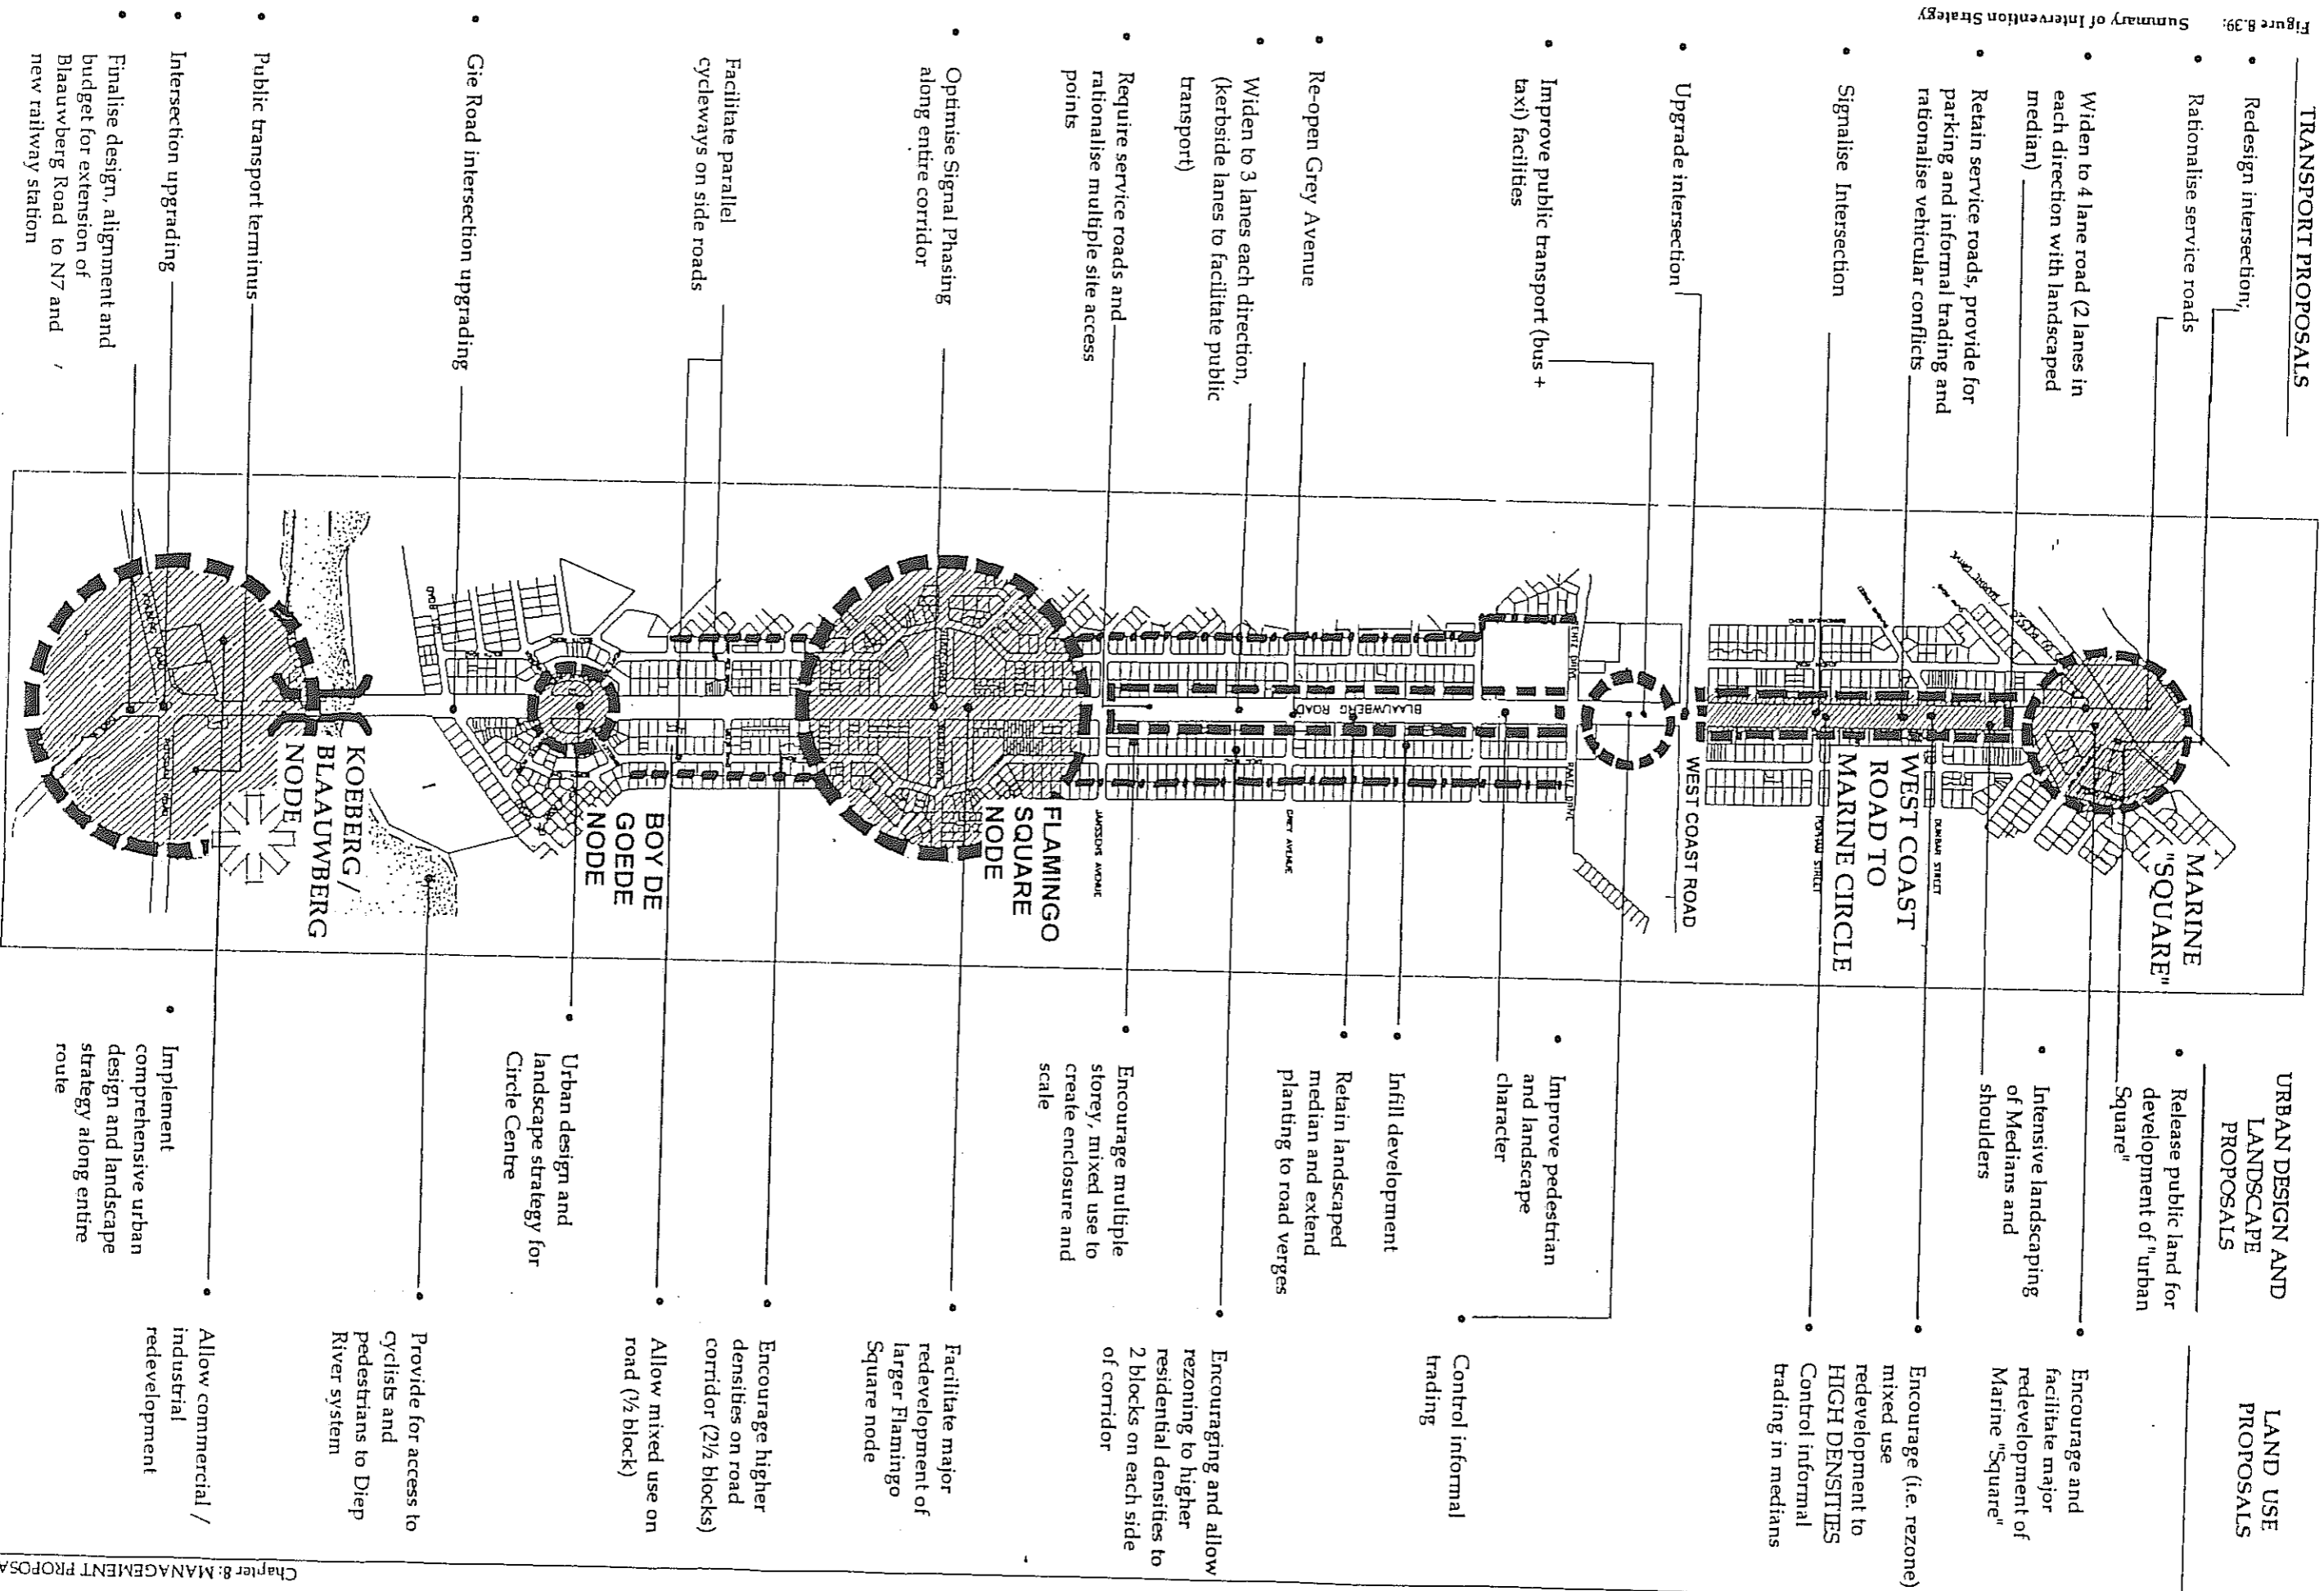 Figure 8.39: Summary of Intervention Strategy
TRANSPORT PROPOSALS
Redesign intersection;
Rationalise service roads
Widen to 4 lane road (2 lanes in
each direction with landscaped
median)
Retain service roads, provide for
parking and informal trading and
rationalise vehicular conflicts
Signalise Intersection
Upgrade intersection
Improve public transport (bus +
taxi) facilities
Re-open Grey Avenue
Widen to 3 lanes each direction,
(kerbside lanes to facilitate public
transport)
Require service roads and
rationalise multiple site access
points
Optimise Signal Phasing
along entire corridor
Facilitate parallel
cycleways on side roads
Gie Road intersection upgrading
Public transport terminus
Intersection upgrading
Finalise design, alignment and
budget for extension of
Blaauwberg Road to N7 and
new railway station
MARINE
"SQUARE"
DUNBAR STREET
WEST COAST
ROAD TO
MARINE CIRCLE
POPHAM STREET
WEST COAST ROAD
BLAAUWBERG ROAD
GREY AVENUE
JANSSENS AVENUE
FLAMINGO
SQUARE
NODE
BOY DE
GOEDE
NODE
ROAD
KOEBERG /
BLAAUWBERG
NODE
URBAN DESIGN AND
LANDSCAPE
PROPOSALS
Release public land for
development of "urban
Square"
Intensive landscaping
of Medians and
shoulders
Improve pedestrian
and landscape
character
Infill development
Retain landscaped
median and extend
planting to road verges
Encourage multiple
storey, mixed use to
create enclosure and
scale
Urban design and
landscape strategy for
Circle Centre
Implement
comprehensive urban
design and landscape
strategy along entire
route
LAND USE
PROPOSALS
Encourage and
facilitate major
redevelopment of
Marine "Square"
Encourage (i.e. rezone)
mixed use
redevelopment to
HIGH DENSITIES
Control informal
trading in medians
Control informal
trading
Encouraging and allow
rezoning to higher
residential densities to
2 blocks on each side
of corridor
Facilitate major
redevelopment of
larger Flamingo
Square node
Encourage higher
densities on road
corridor (2½ blocks)
Allow mixed use on
road (½ block)
Provide for access to
cyclists and
pedestrians to Diep
River system
Allow commercial /
industrial
redevelopment
Chapter 8: MANAGEMENT PROPOSA